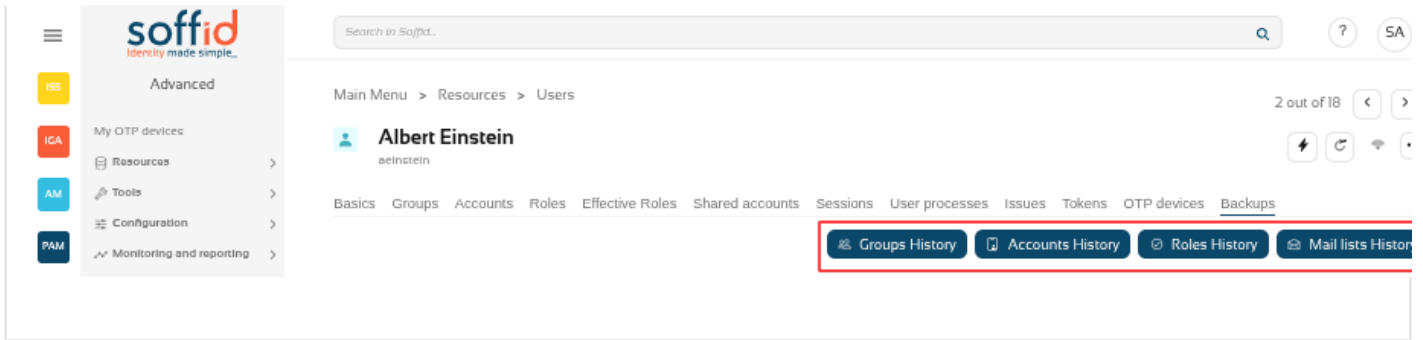 soffid
Identity made simple_
Search in Soffid...
?
SA
ISS
Advanced
Main Menu > Resources > Users
2 out of 18
IGA
My OTP devices
Albert Einstein
aeinstein
Resources
AM
Tools
Basics Groups Accounts Roles Effective Roles Shared accounts Sessions User processes Issues Tokens OTP devices Backups
Configuration
PAM
Monitoring and reporting
Groups History Accounts History Roles History Mail lists History